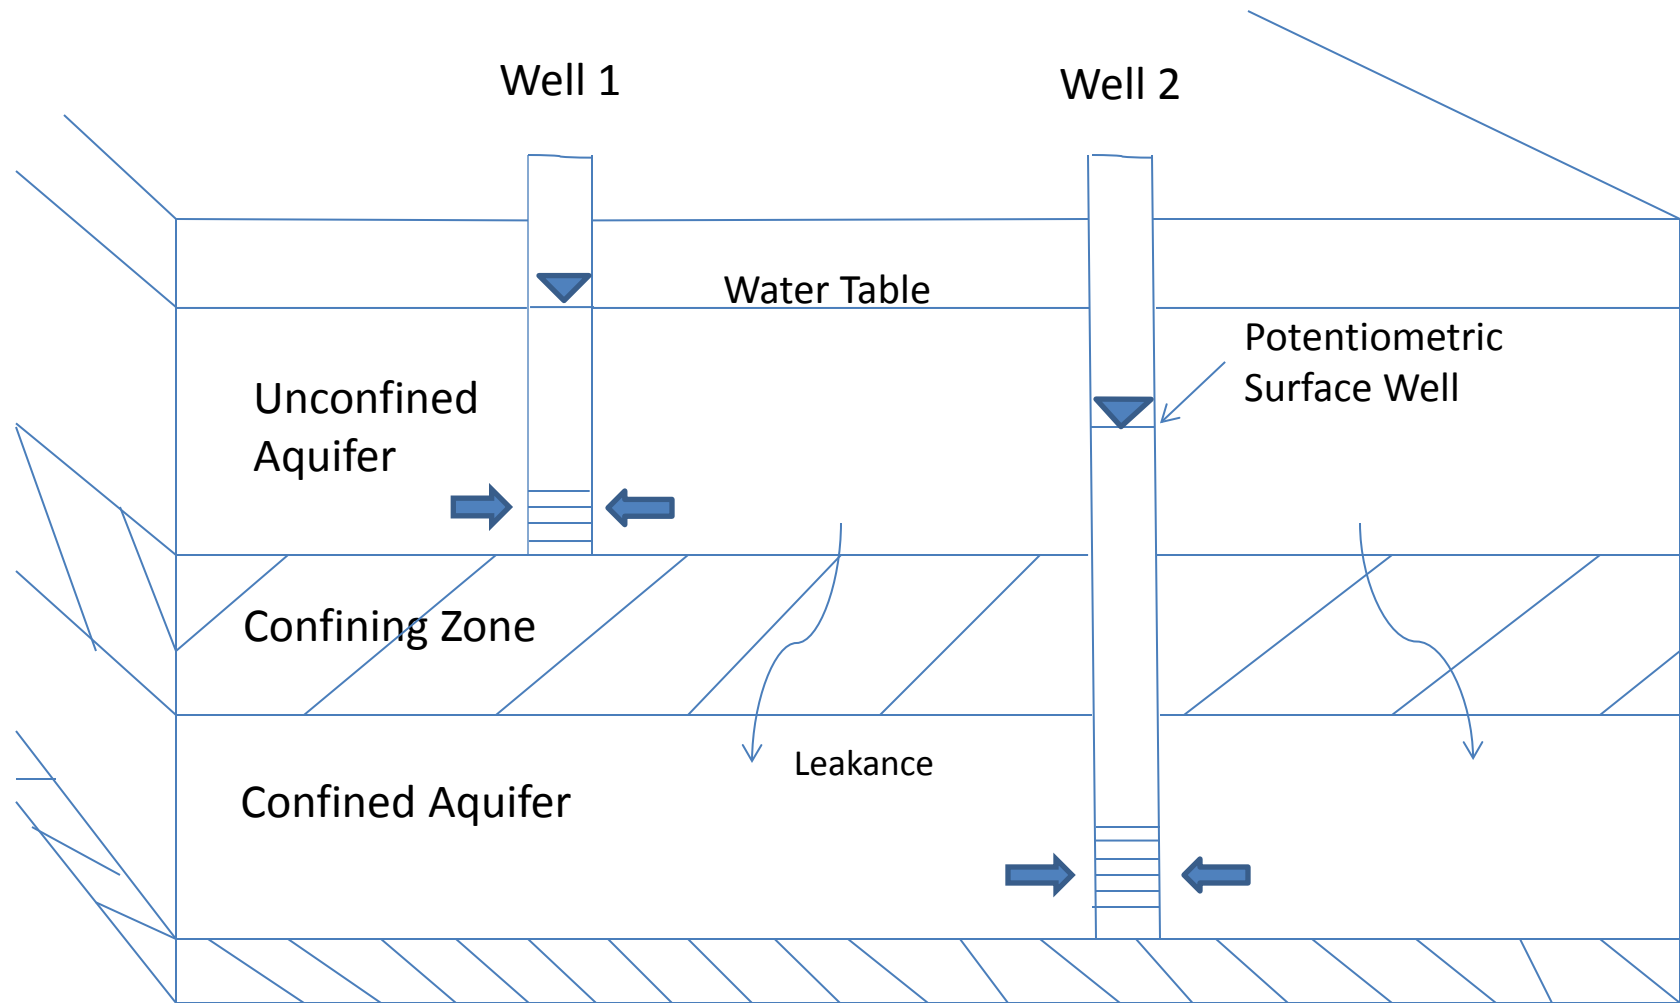 Well 1
Well 2
Water Table
Potentiometric
Surface Well
Unconfined
Aquifer
Confining Zone
Leakance
Confined Aquifer